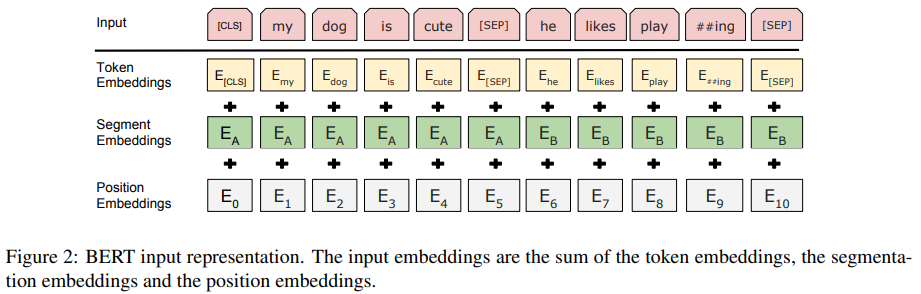 Input [CLS] my dog is cute [SEP] he likes play ##ing [SEP]
Token
Embeddings E[CLS] Emy Edog Eis Ecute E[SEP] Ehe Elikes Eplay E##ing E[SEP]
+ + + + + + + + + + +
Segment
Embeddings EA EA EA EA EA EA EB EB EB EB EB
+ + + + + + + + + + +
Position
Embeddings E0 E1 E2 E3 E4 E5 E6 E7 E8 E9 E10
Figure 2: BERT input representation. The input embeddings are the sum of the token embeddings, the segmenta-
tion embeddings and the position embeddings.